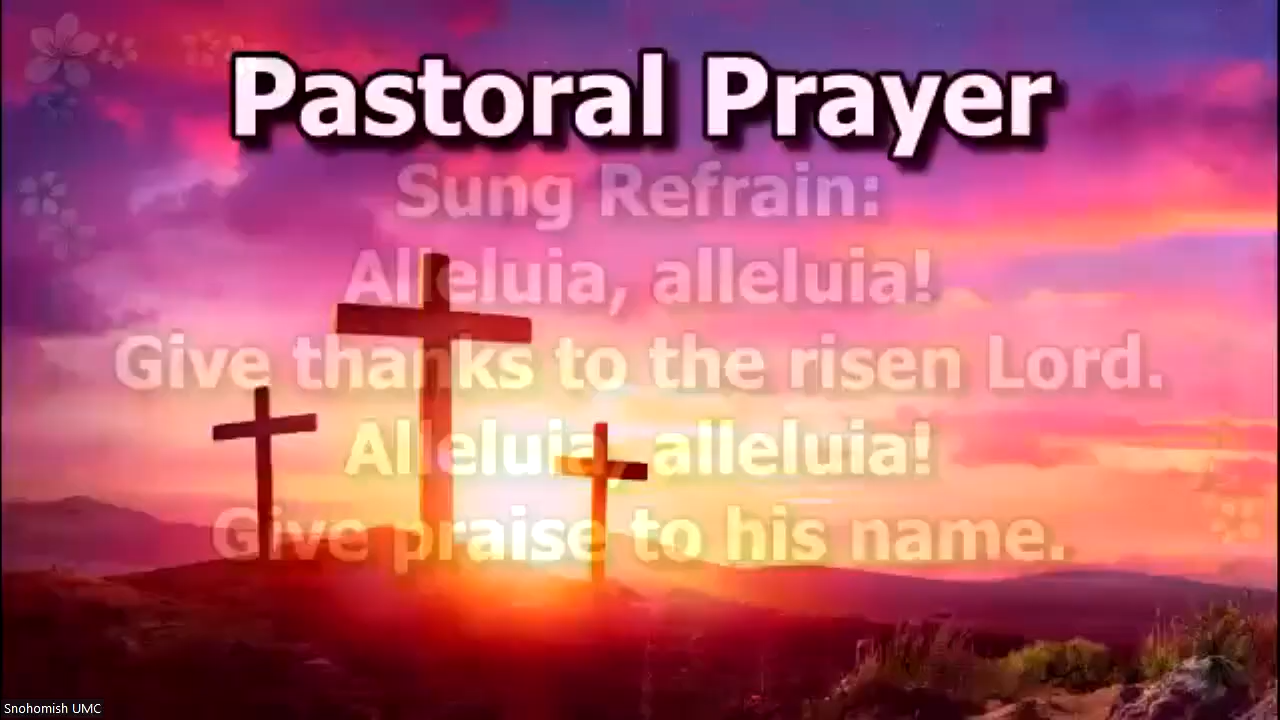 Pastoral Prayer
Sung Refrain:
Alleluia, alleluia!
Give thanks to the risen Lord.
Alleluia, alleluia!
Give praise to his name.
Snohomish UMC